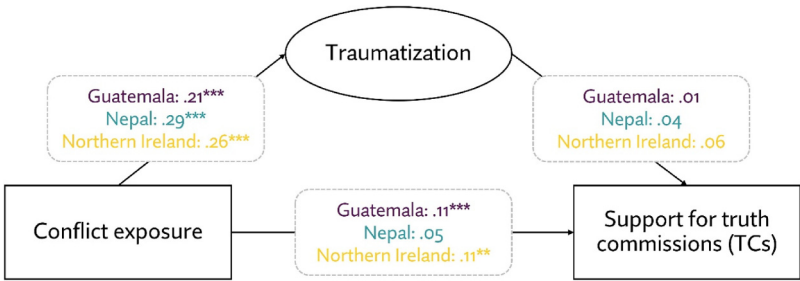 Traumatization
Guatemala: .21***
Nepal: .29***
Northern Ireland: .26***
Guatemala: .01
Nepal: .04
Northern Ireland: .06
Conflict exposure
Guatemala: .11***
Nepal: .05
Northern Ireland: .11**
Support for truth
commissions (TCs)